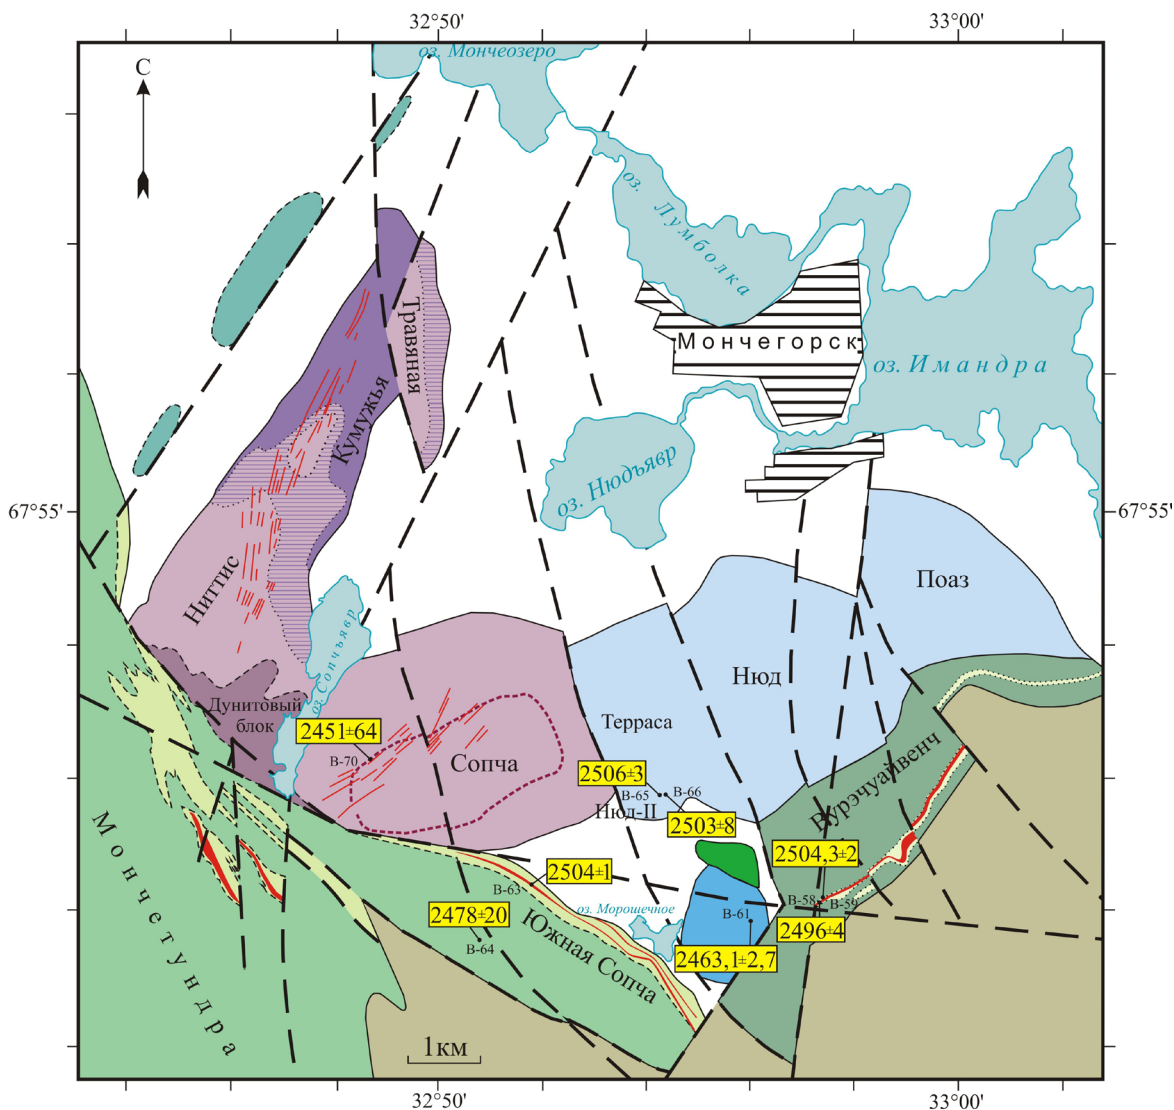 32°50'
33°00'
С
оз. Мончеозеро
оз. Лумболка
Травяная
Мончегорск
оз. Имандра
Кумужья
оз. Нюдъявр
67°55'
67°55'
Ниттис
Поаз
оз. Сопчъявр
Нюд
Дунитовый
блок
Терраса
2451±64
В-70
Сопча
2506±3
В-65
В-66
Нюд-II
2503±8
Вурэчуайвенч
Мончетундра
2504,3±2
2504±1
В-63
В-58
В-59
2478±20
оз. Морошечное
В-61
2496±4
В-64
Южная Сопча
2463,1±2,7
1км
32°50'
33°00'